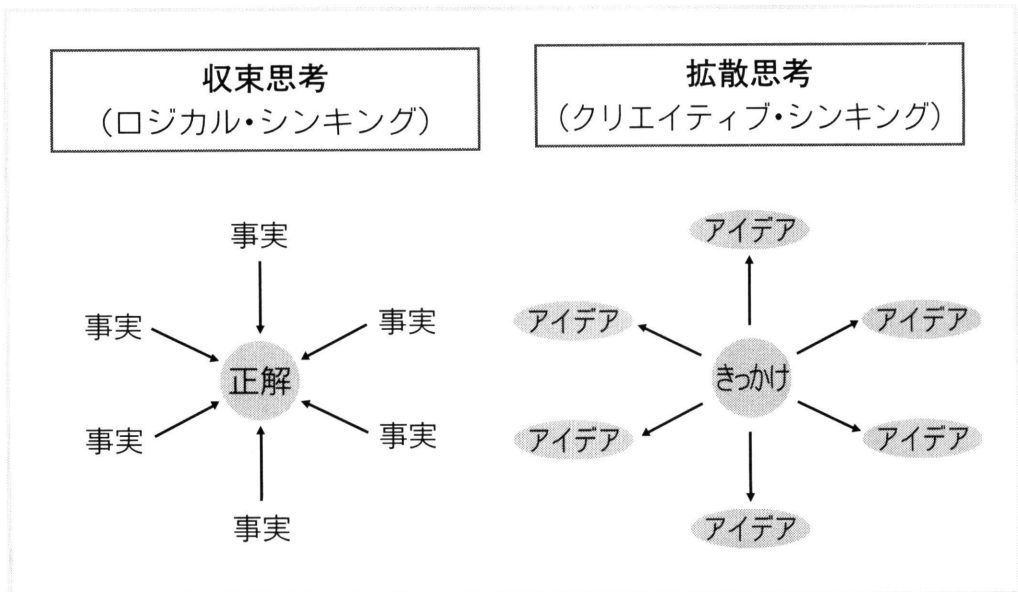 収束思考
（ロジカル・シンキング）
事実
事実
事実
正解
事実
事実
事実
拡散思考
（クリエイティブ・シンキング）
アイデア
アイデア
アイデア
きっかけ
アイデア
アイデア
アイデア